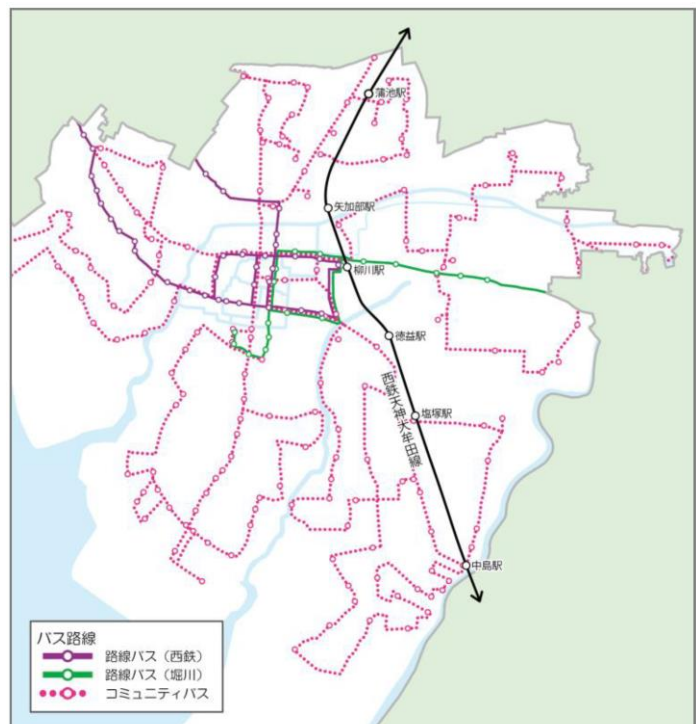 蒲池駅
矢加部駅
柳川駅
徳益駅
西鉄天神大牟田線
塩塚駅
中島駅
バス路線
路線バス（西鉄）
路線バス（堀川）
コミュニティバス